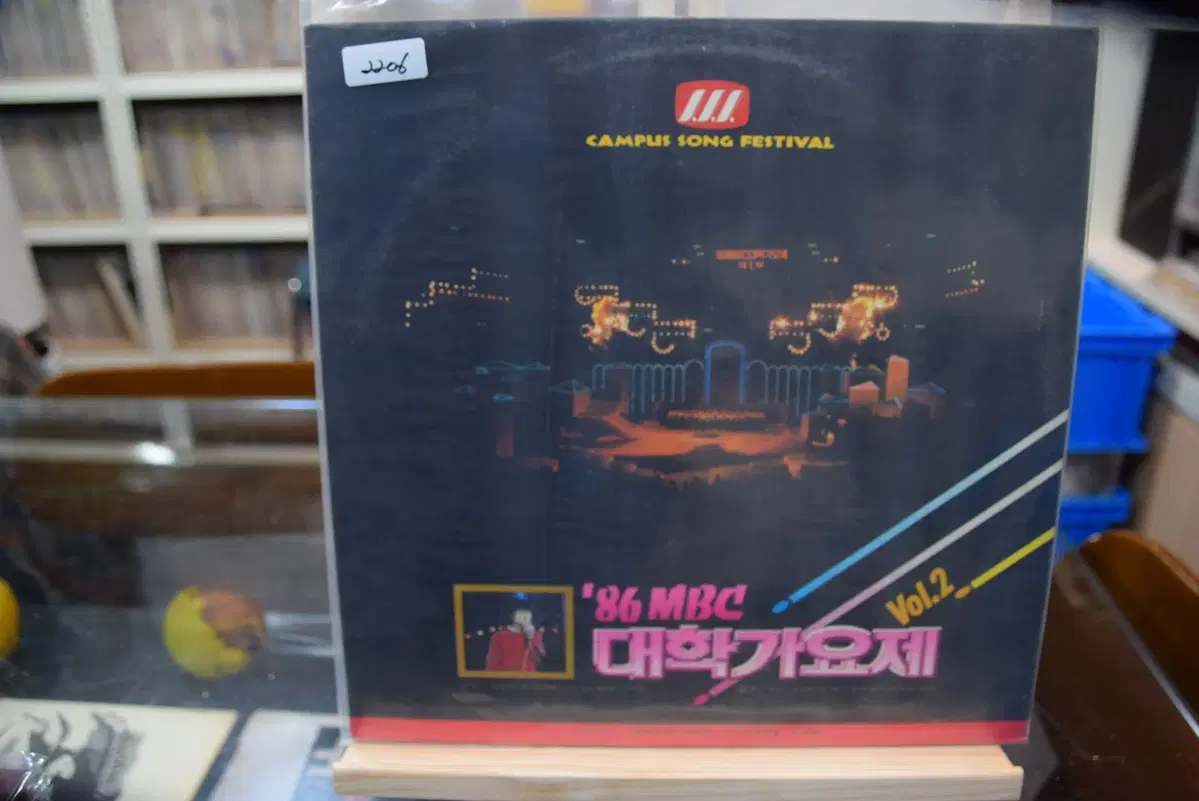 2206
CAMPUS SONG FESTIVAL
'86 MBC
Vol.2
대학가요제